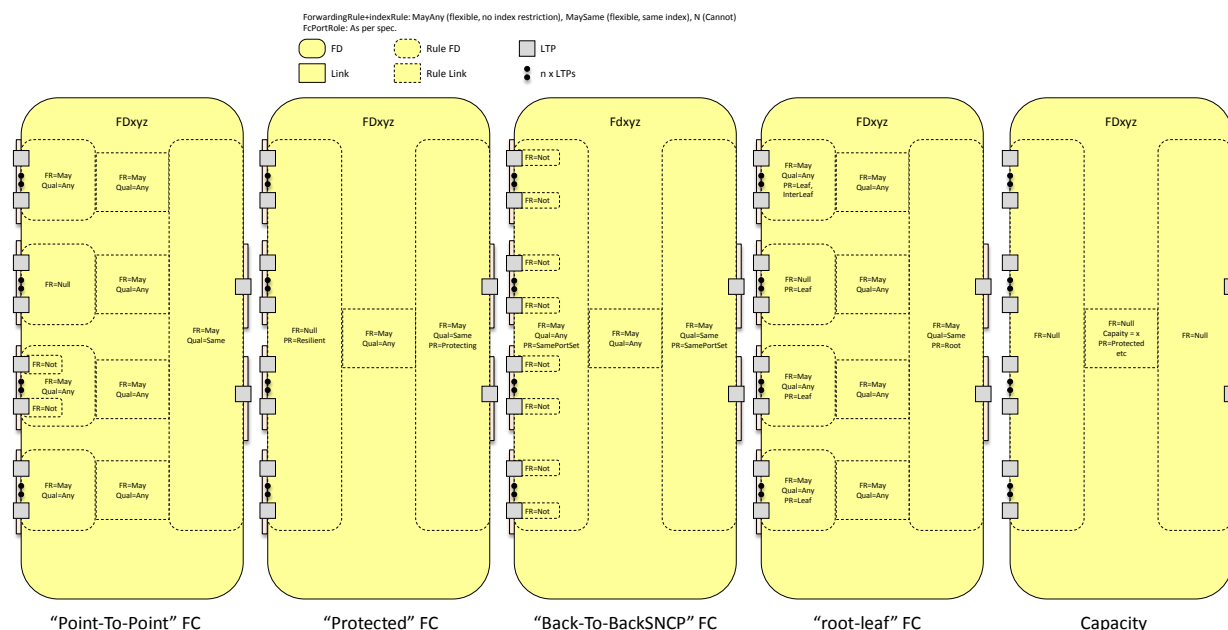 ForwardingRule+indexRule: MayAny (flexible, no index restriction), MaySame (flexible, same index), N (Cannot)
FcPortRole: As per spec.
FD
Rule FD
LTP
Link
Rule Link
n x LTPs
FDxyz
FR=May
Qual=Any
FR=May
Qual=Any
FR=Null
FR=May
Qual=Any
FR=Not
FR=May
Qual=Any
FR=Not
FR=May
Qual=Any
FR=May
Qual=Any
FR=May
Qual=Any
FR=May
Qual=Same
"Point-To-Point" FC
FDxyz
FR=Null
PR=Resilient
FR=May
Qual=Any
FR=May
Qual=Same
PR=Protecting
"Protected" FC
Fdxyz
FR=Not
FR=Not
FR=Not
FR=Not
FR=May
Qual=Any
PR=SamePortSet
FR=Not
FR=Not
FR=Not
FR=Not
FR=May
Qual=Any
FR=May
Qual=Same
PR=SamePortSet
"Back-To-BackSNCP" FC
FDxyz
FR=May
Qual=Any
PR=Leaf,
InterLeaf
FR=May
Qual=Any
FR=Null
PR=Leaf
FR=May
Qual=Any
FR=May
Qual=Any
PR=Leaf
FR=May
Qual=Any
FR=May
Qual=Any
PR=Leaf
FR=May
Qual=Any
FR=May
Qual=Same
PR=Root
"root-leaf" FC
FDxyz
FR=Null
FR=Null
Capacity = x
PR=Protected
etc
FR=Null
Capacity